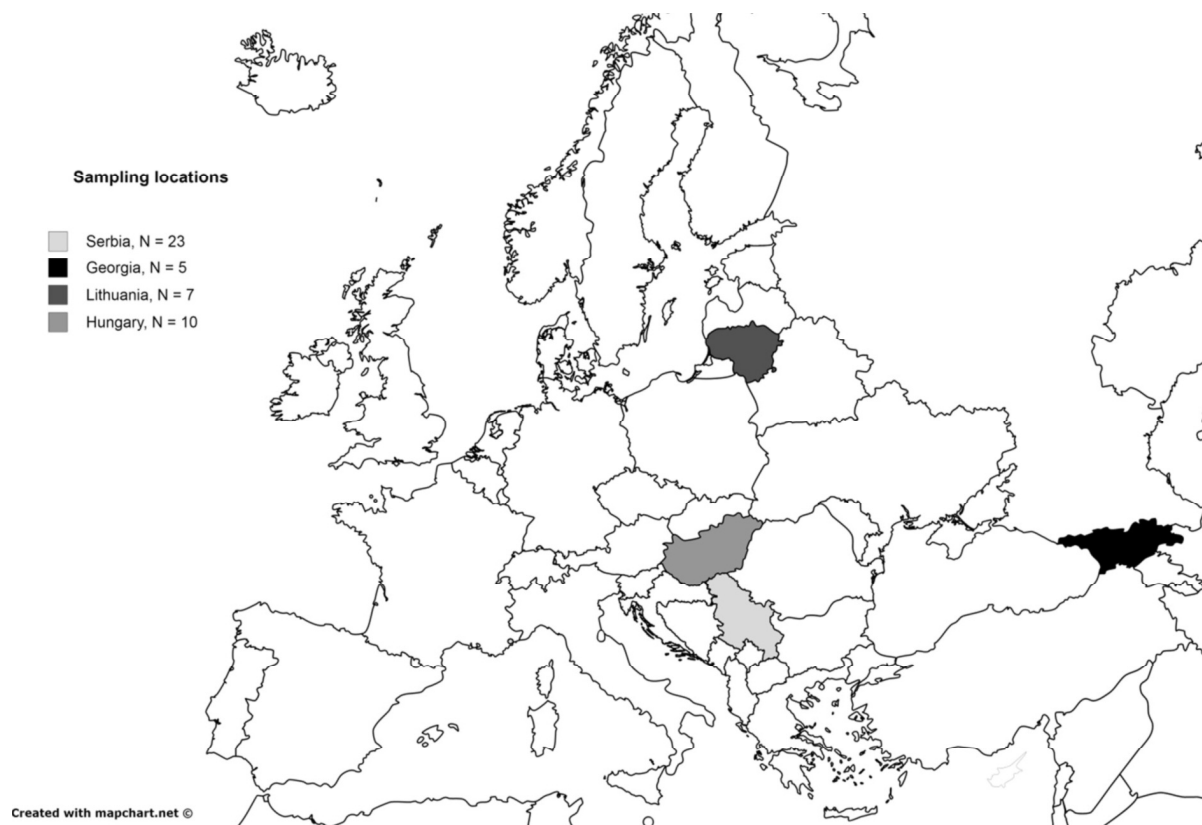 Sampling locations
Serbia, N = 23
Georgia, N = 5
Lithuania, N = 7
Hungary, N = 10
Created with mapchart.net ©